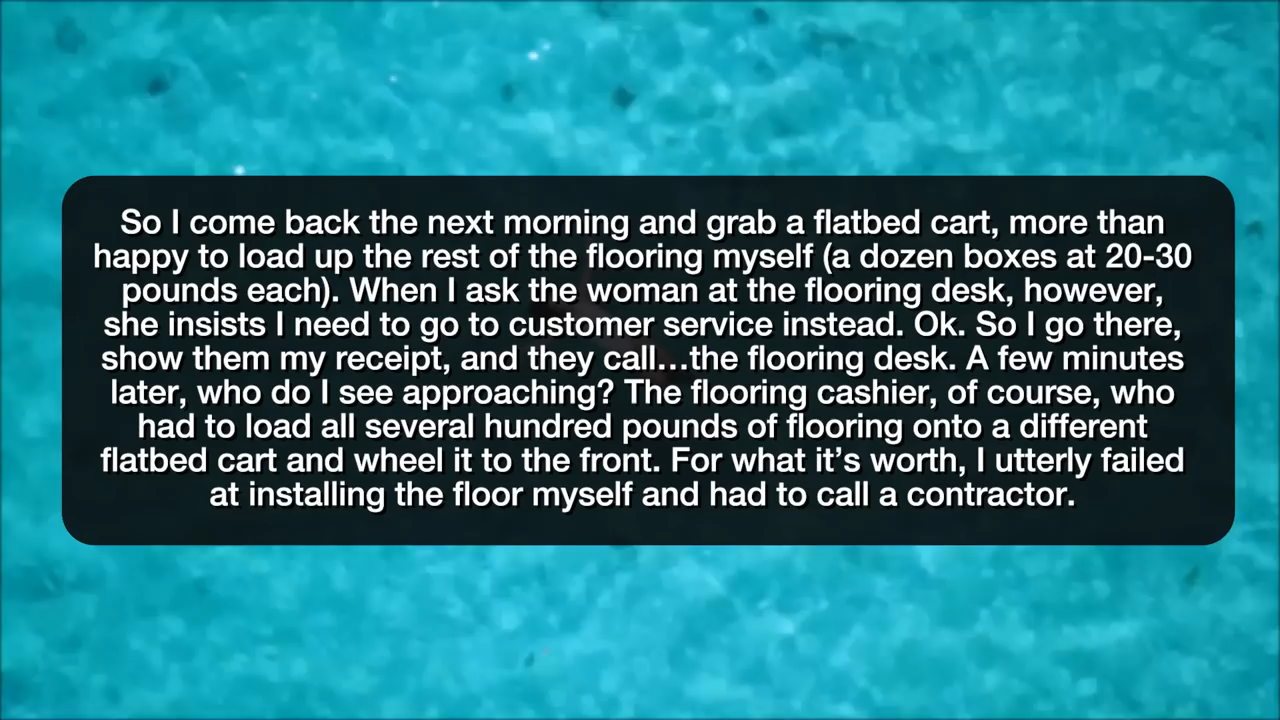 So I come back the next morning and grab a flatbed cart, more than
happy to load up the rest of the flooring myself (a dozen boxes at 20-30
pounds each). When I ask the woman at the flooring desk, however,
she insists I need to go to customer service instead. Ok. So I go there,
show them my receipt, and they call…the flooring desk. A few minutes
later, who do I see approaching? The flooring cashier, of course, who
had to load all several hundred pounds of flooring onto a different
flatbed cart and wheel it to the front. For what it’s worth, I utterly failed
at installing the floor myself and had to call a contractor.